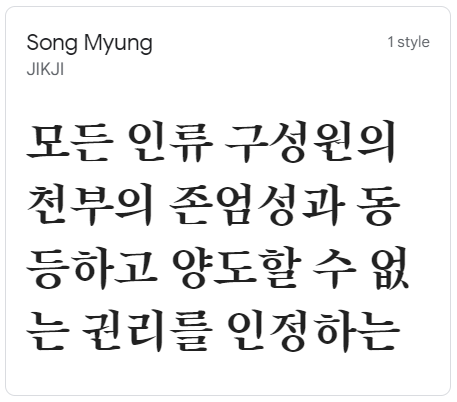 Song Myung
1 style
JIKJI
모든 인류 구성원의
천부의 존엄성과 동
등하고 양도할 수 없
는 권리를 인정하는